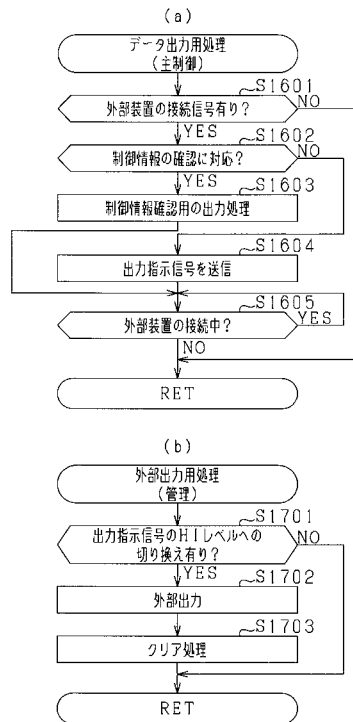 (a)
データ出力用処理
(主制御)
S1601
外部装置の接続信号有り?
NO
YES
S1602
制御情報の確認に対応?
NO
YES
S1603
制御情報確認用の出力処理
S1604
出力指示信号を送信
S1605
外部装置の接続中?
YES
NO
RET
(b)
外部出力用処理
(管理)
S1701
出力指示信号のHIレベルへの
切り換え有り?
NO
YES
S1702
外部出力
S1703
クリア処理
RET